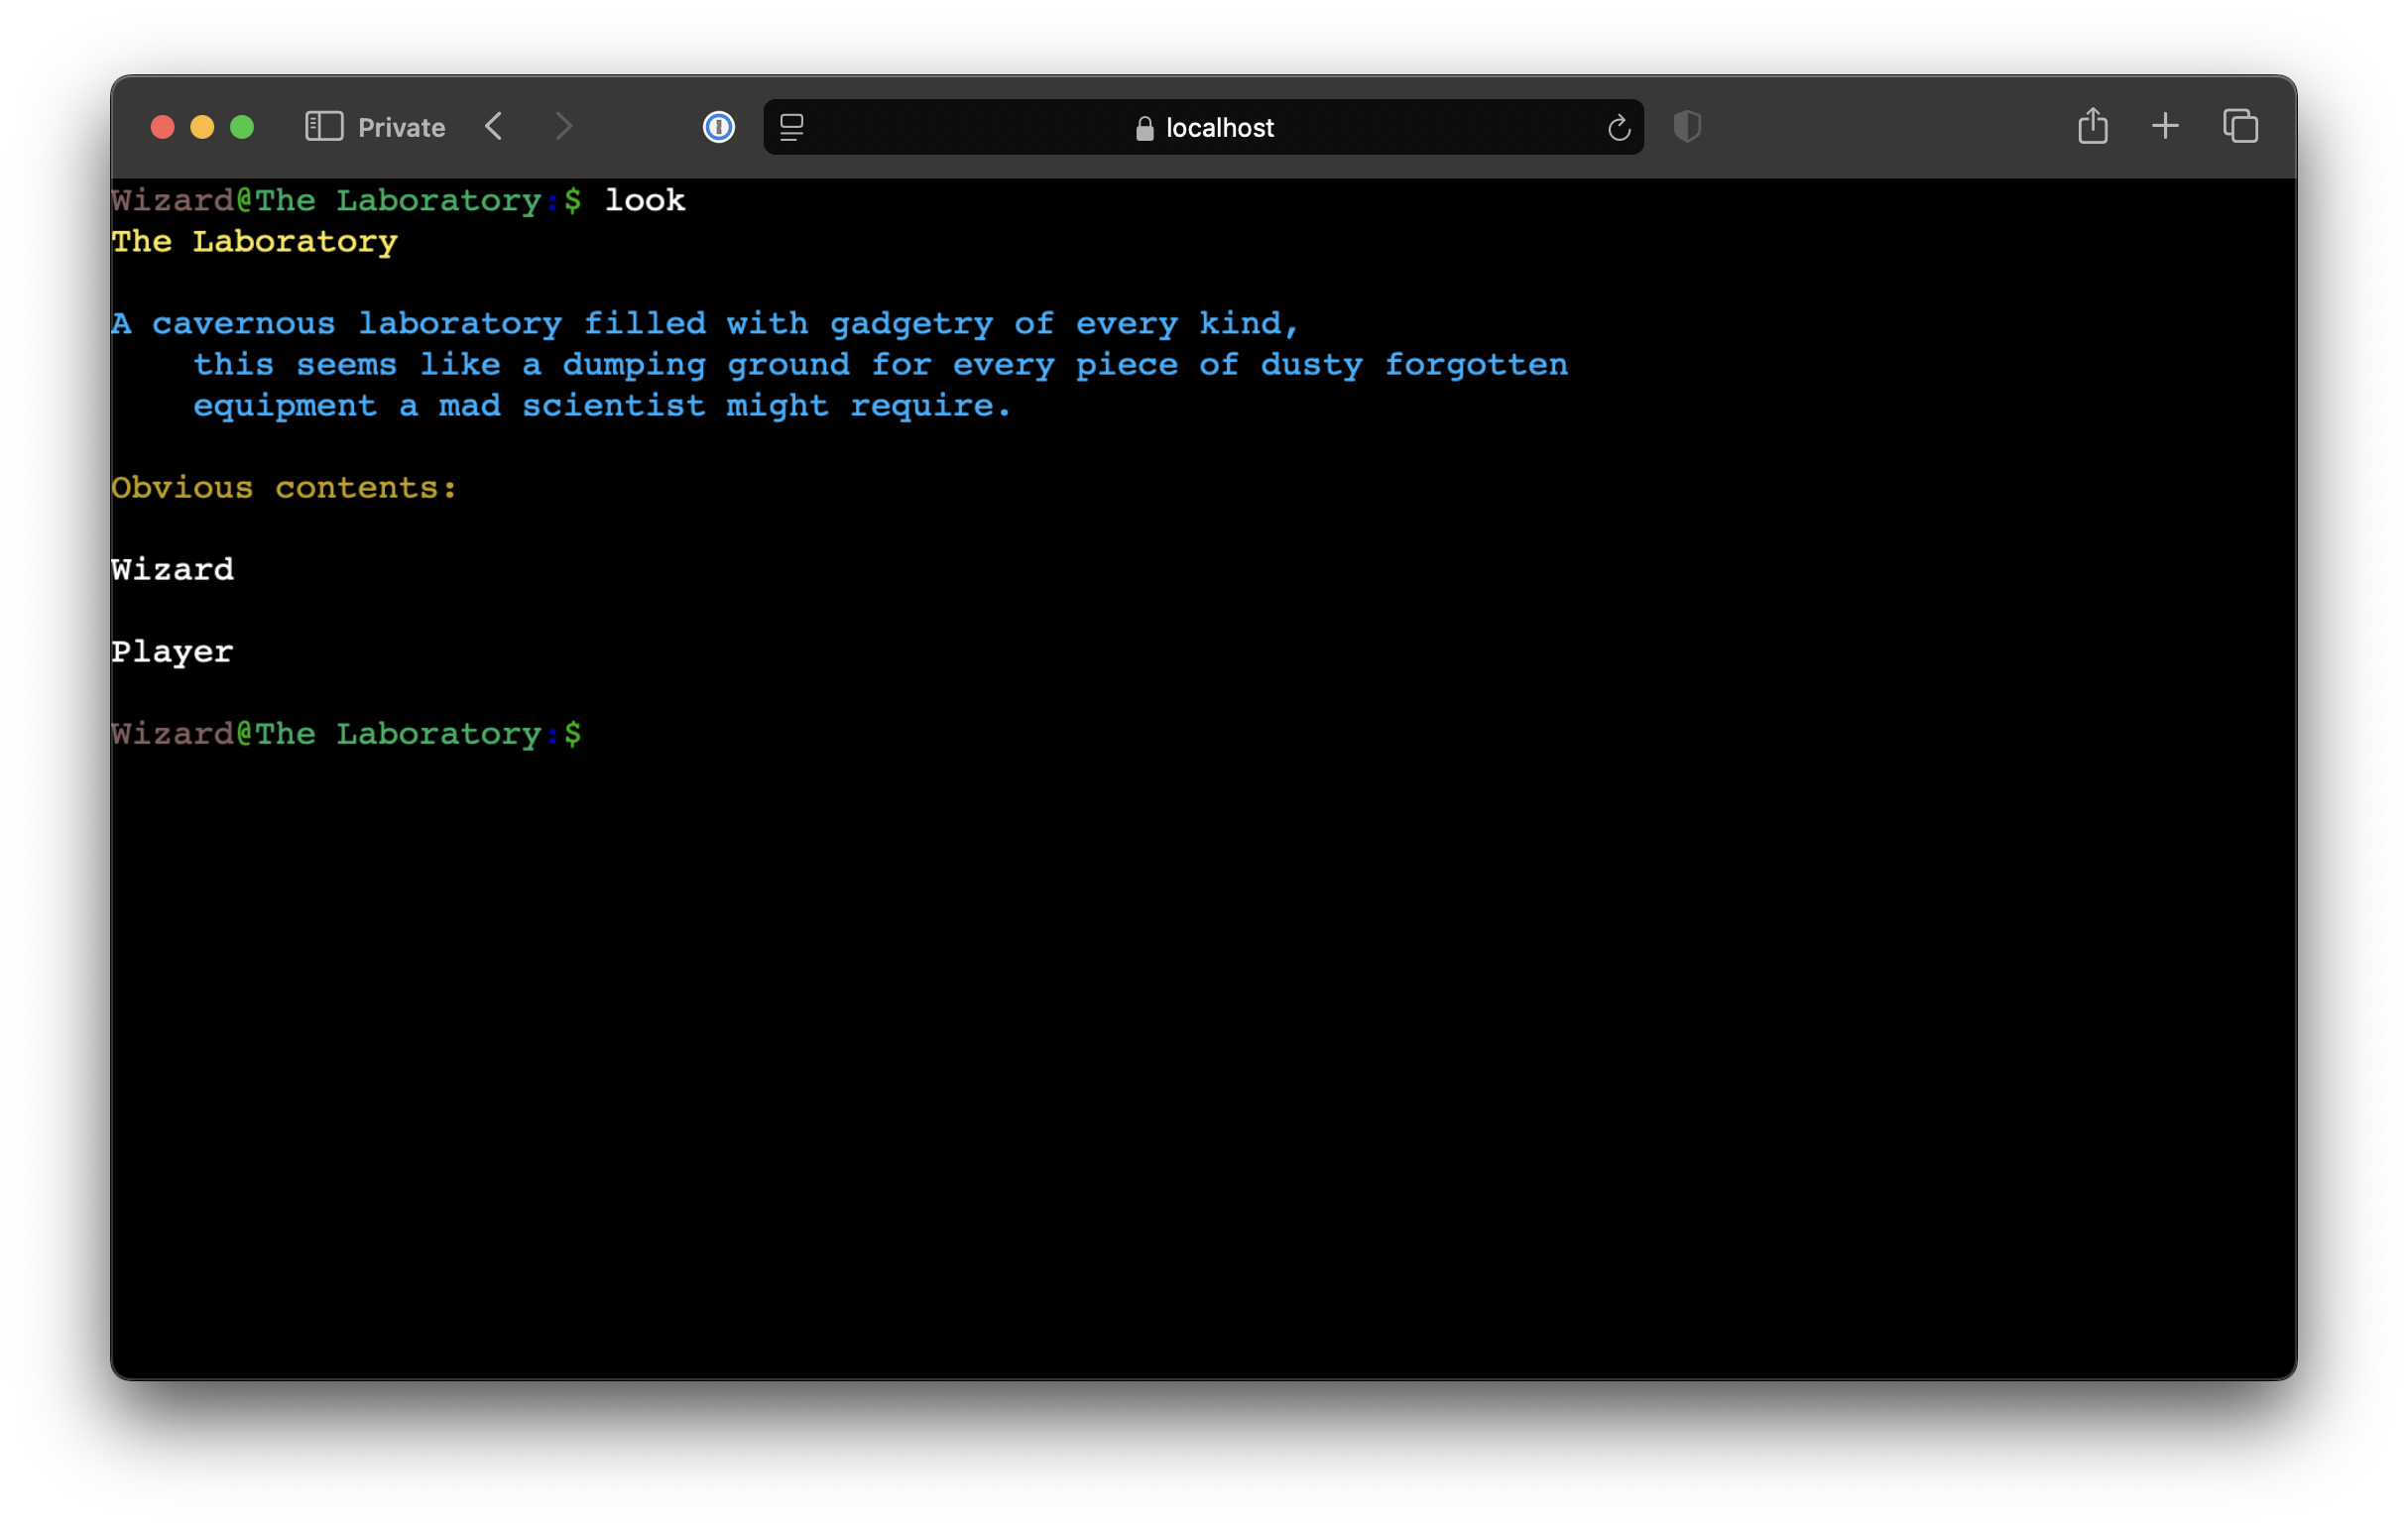 Private
localhost
Wizard@The Laboratory:$ look
The Laboratory
A cavernous laboratory filled with gadgetry of every kind,
this seems like a dumping ground for every piece of dusty forgotten
equipment a mad scientist might require.
Obvious contents:
Wizard
Player
Wizard@The Laboratory:$